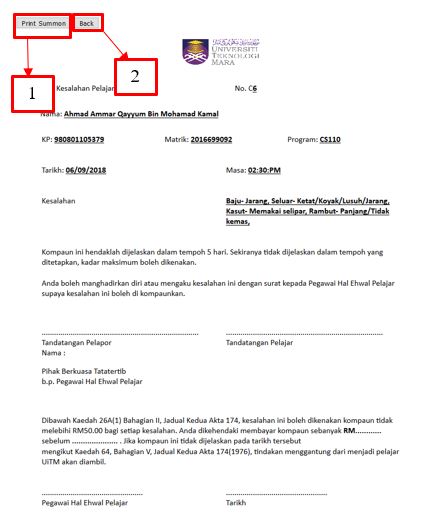 Print Summon Back
UNIVERSITI
TEKNOLOGI
MARA
1
2
Kesalahan Pelajar No. C6
Nama: Ahmad Ammar Qayyum Bin Mohamad Kamal
KP: 980801105379 Matrik: 2016699092 Program: CS110
Tarikh: 06/09/2018 Masa: 02:30:PM
Kesalahan Baju- Jarang, Seluar- Ketat/Koyak/Lusuh/Jarang,
Kasut- Memakai selipar, Rambut- Panjang/Tidak
kemas,
Kompaun ini hendaklah dijelaskan dalam tempoh 5 hari. Sekiranya tidak dijelaskan dalam tempoh yang
ditetapkan, kadar maksimum boleh dikenakan.
Anda boleh manghadirkan diri atau mengaku kesalahan ini dengan surat kepada Pegawai Hal Ehwal Pelajar
supaya kesalahan ini boleh di kompaunkan.
Tandatangan Pelapor Tandatangan Pelajar
Nama :
Pihak Berkuasa Tatatertib
b.p. Pegawai Hal Ehwal Pelajar
Dibawah Kaedah 26A(1) Bahagian II, Jadual Kedua Akta 174, kesalahan ini boleh dikenakan kompaun tidak
melebihi RM50.00 bagi setiap kesalahan. Anda dikehendaki membayar kompaun sebanyak RM............
sebelum ...................... . Jika kompaun ini tidak dijelaskan pada tarikh tersebut
mengikut Kaedah 64, Bahagian V, Jadual Kedua Akta 174(1976), tindakan menggantung dari menjadi pelajar
UiTM akan diambil.
Pegawai Hal Ehwal Pelajar Tarikh